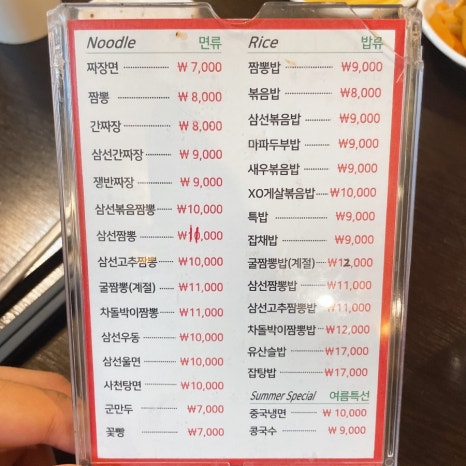 Noodle 면류
짜장면 ₩ 7,000
짬뽕 ₩ 8,000
간짜장 ₩ 8,000
삼선간짜장 ₩ 9,000
쟁반짜장 ₩ 9,000
삼선볶음짬뽕 ₩10,000
삼선짬뽕 ₩10,000
삼선고추짬뽕 ₩10,000
굴짬뽕(계절) ₩11,000
차돌박이짬뽕 ₩11,000
삼선우동 ₩10,000
삼선울면 ₩10,000
사천탕면 ₩10,000
군만두 ₩7,000
꽃빵 ₩7,000
Rice 밥류
짬뽕밥 ₩9,000
볶음밥 ₩8,000
삼선볶음밥 ₩9,000
마파두부밥 ₩9,000
새우볶음밥 ₩9,000
XO게살볶음밥 ₩10,000
특밥 ₩9,000
잡채밥 ₩9,000
굴짬뽕밥(계절) ₩12,000
삼선짬뽕밥 ₩11,000
삼선고추짬뽕밥 ₩11,000
차돌박이짬뽕밥 ₩12,000
유산슬밥 ₩17,000
잡탕밥 ₩17,000
Summer Special 여름특선
중국냉면 ₩ 10,000
콩국수 ₩ 9,000